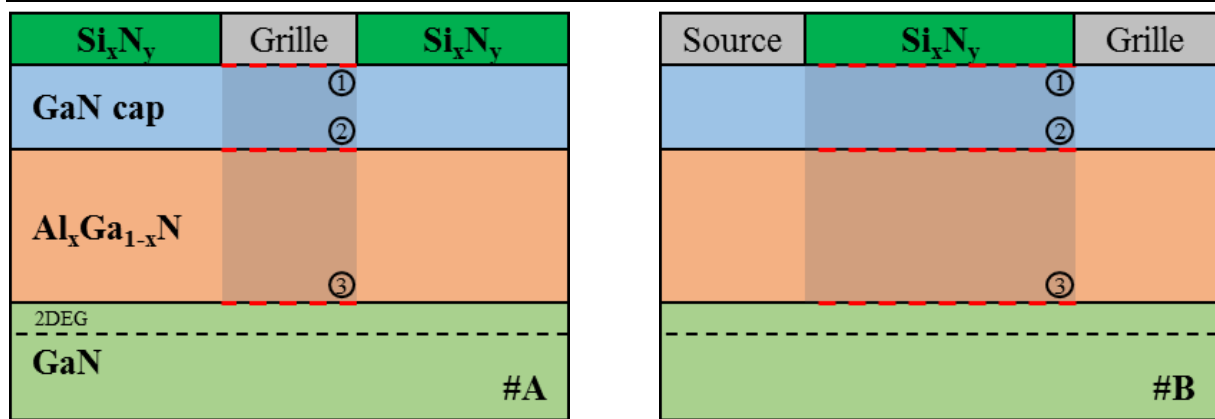 SixNy Grille SixNy
GaN cap
①
②
AlxGa1-xN
③
2DEG
GaN
#A
Source SixNy Grille
①
②
③
#B